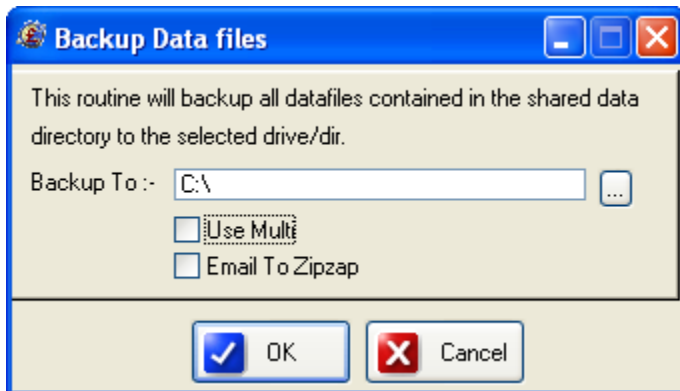 Backup Data files
This routine will backup all datafiles contained in the shared data
directory to the selected drive/dir.
Backup To :- C:\ ...
Use Multi
Email To Zipzap
OK Cancel